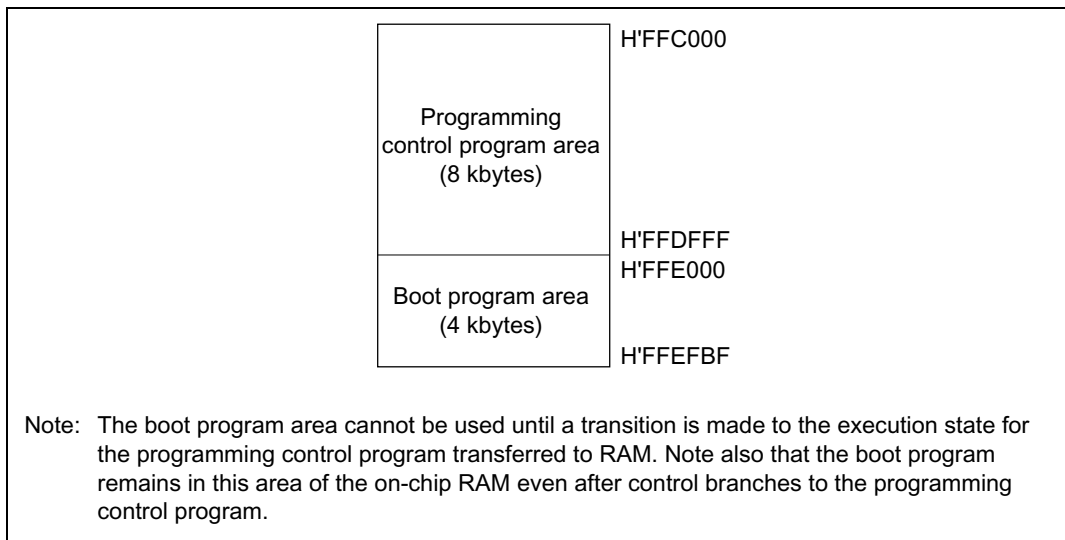 H'FFC000
Programming
control program area
(8 kbytes)
H'FFDFFF
H'FFE000
Boot program area
(4 kbytes)
H'FFEFBF
Note: The boot program area cannot be used until a transition is made to the execution state for
the programming control program transferred to RAM. Note also that the boot program
remains in this area of the on-chip RAM even after control branches to the programming
control program.